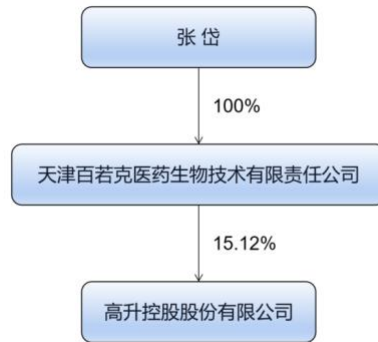 张 岱
100%
天津百若克医药生物技术有限责任公司
15.12%
高升控股股份有限公司